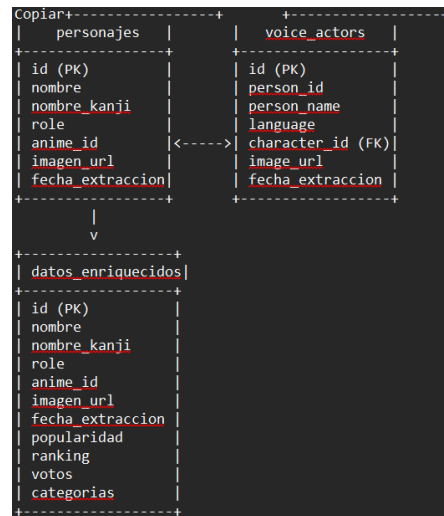 Copiar+------------------+       +-------------------
|    personajes    |       |   voice_actors    |
+------------------+       +-------------------+
| id (PK)          |       | id (PK)           |
| nombre           |       | person_id         |
| nombre_kanji     |       | person_name       |
| role             |       | language          |
| anime_id         |<----->| character_id (FK)|
| imagen_url       |       | image_url         |
| fecha_extraccion|       | fecha_extraccion  |
+------------------+       +-------------------+
         |
         v
+-------------------+
| datos_enriquecidos|
+-------------------+
| id (PK)           |
| nombre            |
| nombre_kanji      |
| role              |
| anime_id          |
| imagen_url        |
| fecha_extraccion  |
| popularidad       |
| ranking           |
| votos             |
| categorias        |
+-------------------+